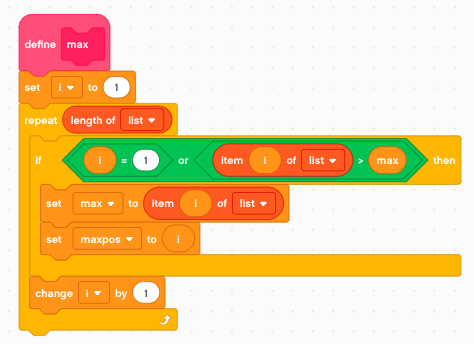 define max
set i to 1
repeat length of list
if i = 1 or item i of list > max then
set max to item i of list
set maxpos to i
change i by 1